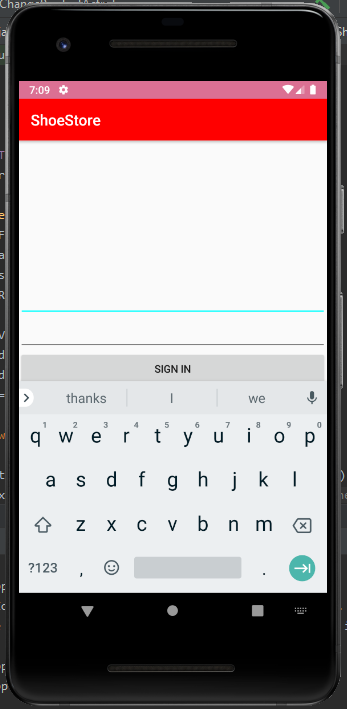 7:09
ShoeStore
SIGN IN
thanks I we
1 2 3 4 5 6 7 8 9 0
q w e r t y u i o p
a s d f g h j k l
z x c v b n m
?123 , .